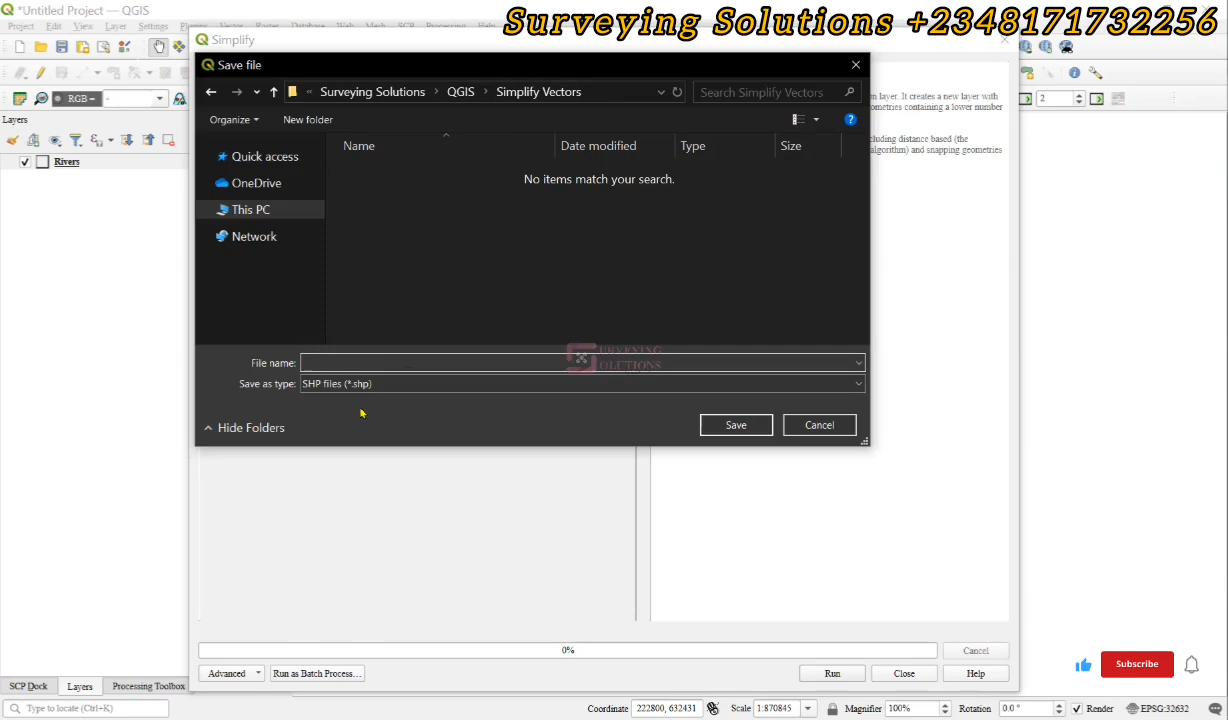 *Untitled Project — QGIS
Surveying Solutions +2348171732256
Project Edit View Layer Settings Plugins Vector Raster Database Web Mesh SCP Processing Help
Simplify
Save file
Surveying Solutions > QGIS > Simplify Vectors
Search Simplify Vectors
RGB
2
Organize
New folder
Layers
Name
Date modified
Type
Size
Quick access
No items match your search.
OneDrive
This PC
Network
Rivers
on layer. It creates a new layer with
ometries containing a lower number
cluding distance based (the
algorithm) and snapping geometries
SURVEYING
SOLUTIONS
File name:
Save as type: SHP files (*.shp)
Hide Folders
Save
Cancel
0%
Cancel
Advanced
Run as Batch Process...
Run
Close
Help
Subscribe
SCP Dock
Layers
Processing Toolbox
Type to locate (Ctrl+K)
Coordinate 222800, 632431
Scale 1:870845
Magnifier 100%
Rotation 0.0 °
Render
EPSG:32632